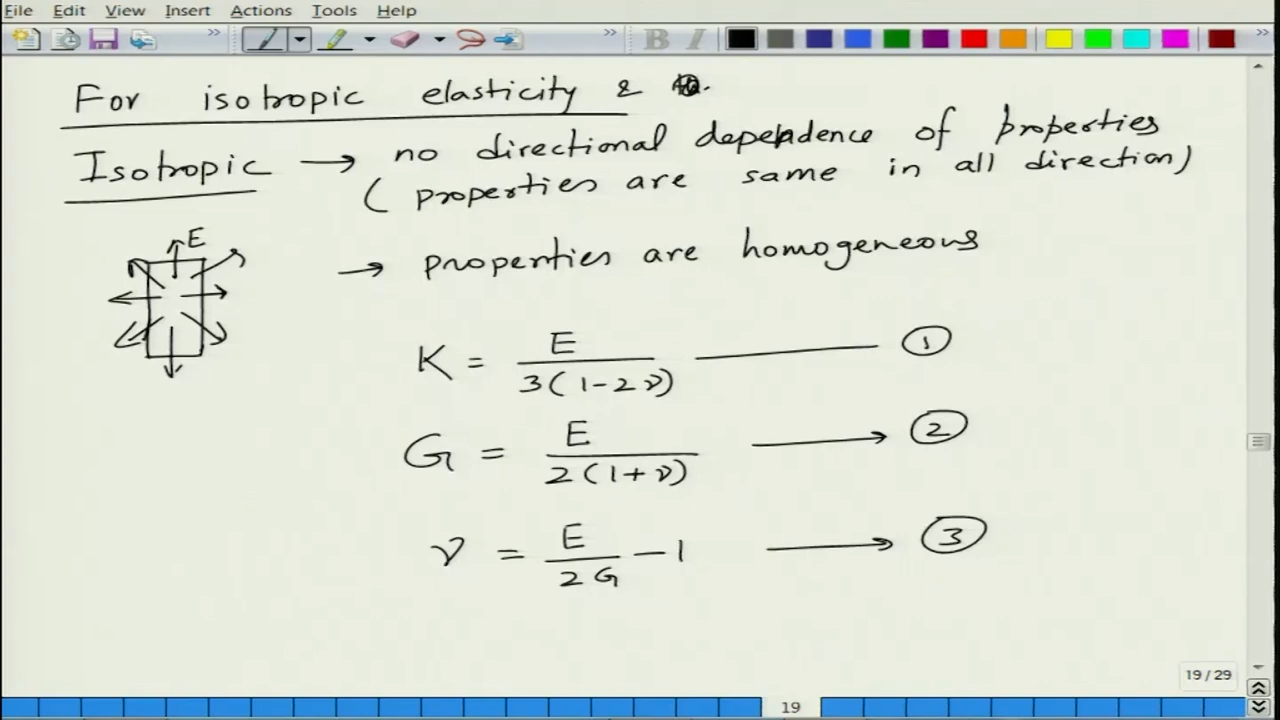 File Edit View Insert Actions Tools Help
For isotropic elasticity &
Isotropic → no directional dependence of properties
( properties are same in all direction)
E
→ properties are homogeneous
K = E / 3(1-2ν) — ①
G = E / 2(1+ν) → ②
ν = E / 2G - 1 → ③
19 / 29
19